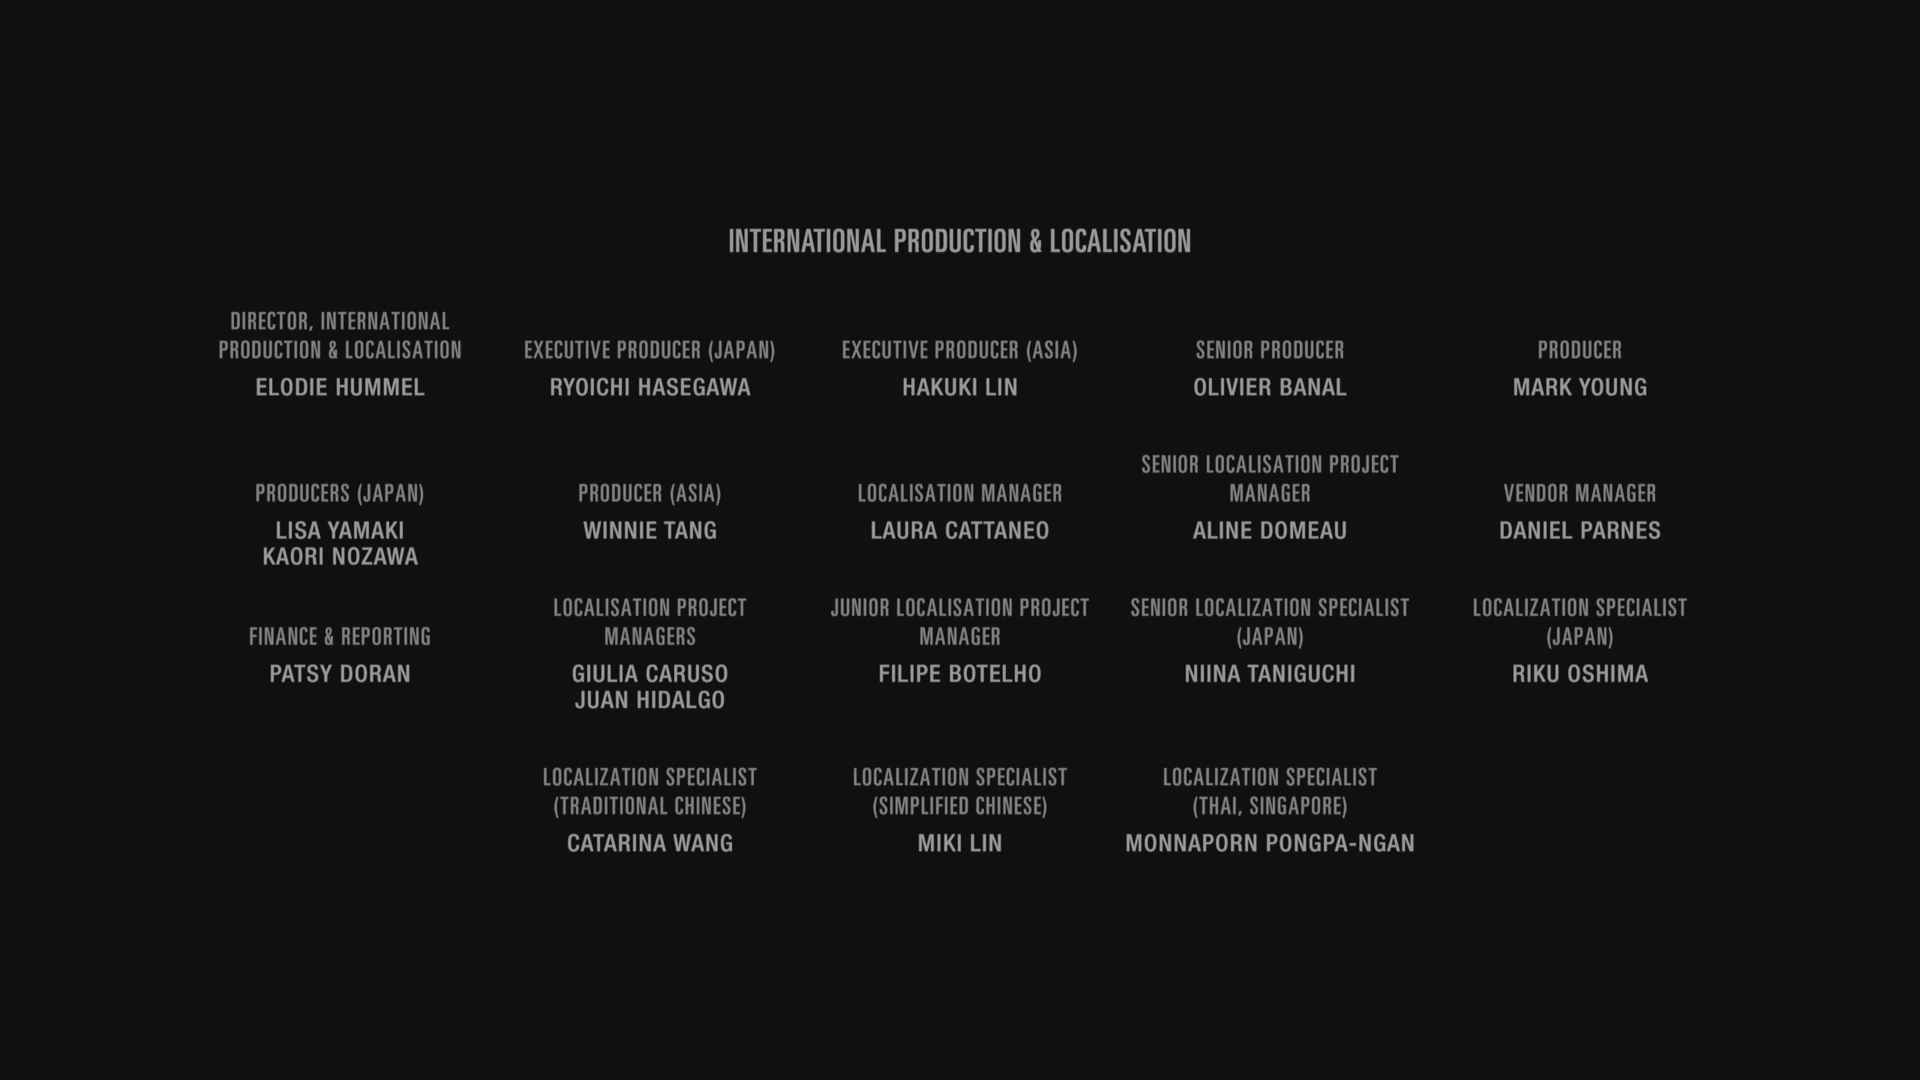 INTERNATIONAL PRODUCTION & LOCALISATION
DIRECTOR, INTERNATIONAL
PRODUCTION & LOCALISATION
ELODIE HUMMEL
EXECUTIVE PRODUCER (JAPAN)
RYOICHI HASEGAWA
EXECUTIVE PRODUCER (ASIA)
HAKUKI LIN
SENIOR PRODUCER
OLIVIER BANAL
PRODUCER
MARK YOUNG
PRODUCERS (JAPAN)
LISA YAMAKI
KAORI NOZAWA
PRODUCER (ASIA)
WINNIE TANG
LOCALISATION MANAGER
LAURA CATTANEO
SENIOR LOCALISATION PROJECT
MANAGER
ALINE DOMEAU
VENDOR MANAGER
DANIEL PARNES
FINANCE & REPORTING
PATSY DORAN
LOCALISATION PROJECT
MANAGERS
GIULIA CARUSO
JUAN HIDALGO
JUNIOR LOCALISATION PROJECT
MANAGER
FILIPE BOTELHO
SENIOR LOCALIZATION SPECIALIST
(JAPAN)
NIINA TANIGUCHI
LOCALIZATION SPECIALIST
(JAPAN)
RIKU OSHIMA
LOCALIZATION SPECIALIST
(TRADITIONAL CHINESE)
CATARINA WANG
LOCALIZATION SPECIALIST
(SIMPLIFIED CHINESE)
MIKI LIN
LOCALIZATION SPECIALIST
(THAI, SINGAPORE)
MONNAPORN PONGPA-NGAN